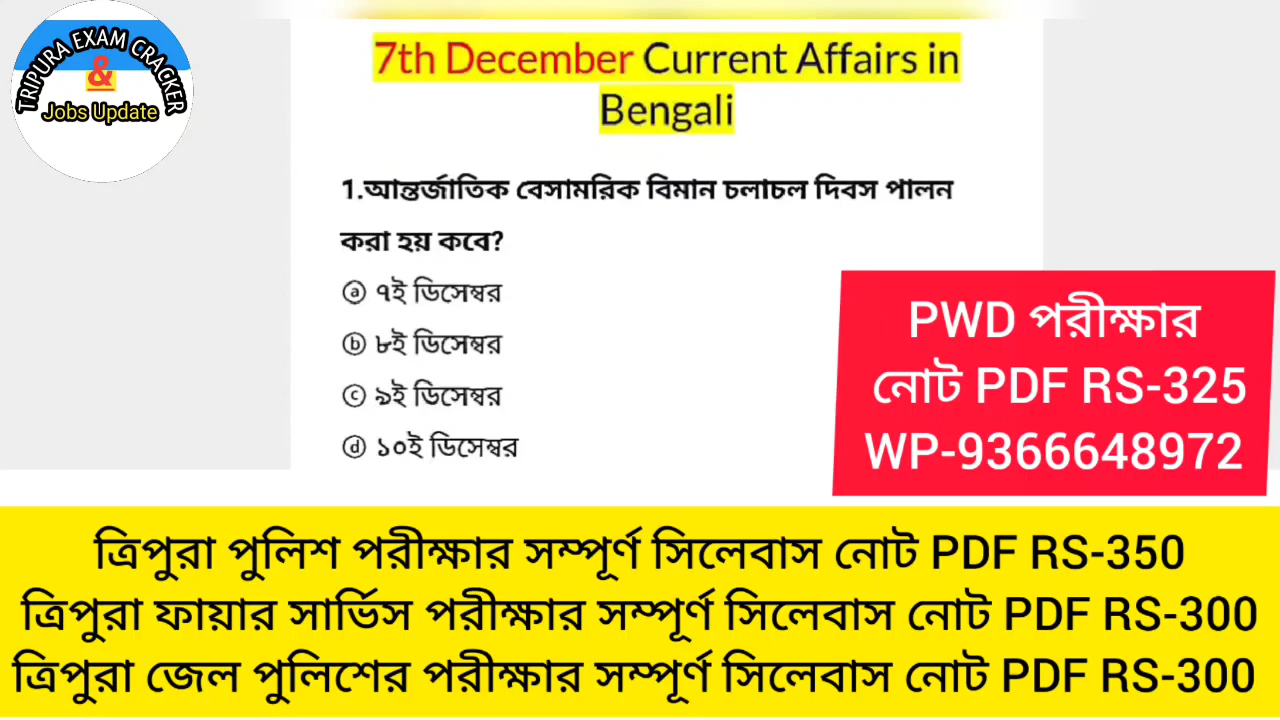 TRIPURA EXAM CRACKER
&
Jobs Update
7th December Current Affairs in
Bengali
1.আন্তর্জাতিক বেসামরিক বিমান চলাচল দিবস পালন
করা হয় কবে?
ⓐ ৭ই ডিসেম্বর
ⓑ ৮ই ডিসেম্বর
ⓒ ৯ই ডিসেম্বর
ⓓ ১০ই ডিসেম্বর
PWD পরীক্ষার
নোট PDF RS-325
WP-9366648972
ত্রিপুরা পুলিশ পরীক্ষার সম্পূর্ণ সিলেবাস নোট PDF RS-350
ত্রিপুরা ফায়ার সার্ভিস পরীক্ষার সম্পূর্ণ সিলেবাস নোট PDF RS-300
ত্রিপুরা জেল পুলিশের পরীক্ষার সম্পূর্ণ সিলেবাস নোট PDF RS-300